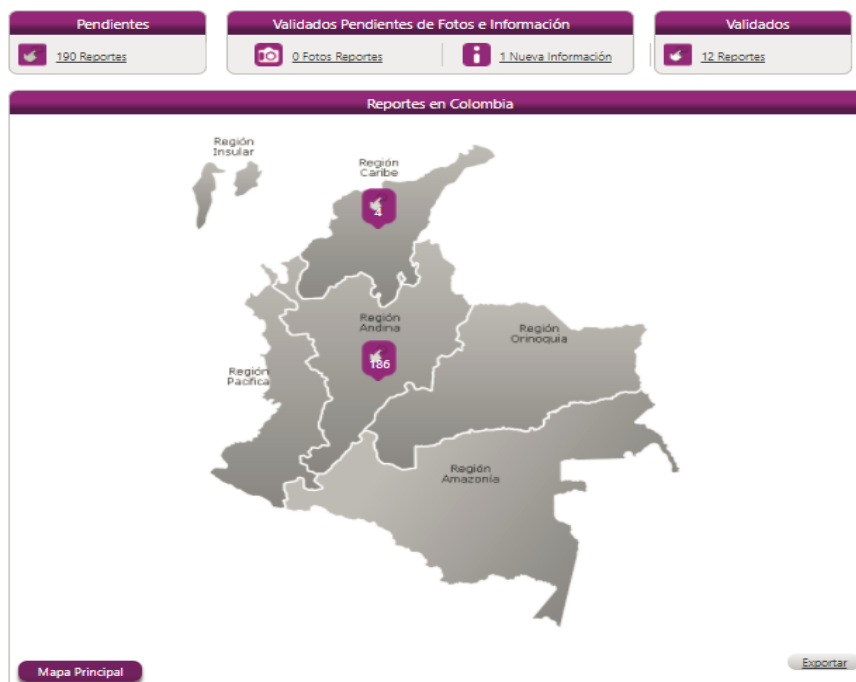 Pendientes
190 Reportes
Validados Pendientes de Fotos e Información
0 Fotos Reportes
1 Nueva Información
Validados
12 Reportes
Reportes en Colombia
Región
Insular
Región
Caribe
4
Región
Andina
186
Región
Orinoquia
Región
Pacifica
Región
Amazonía
Mapa Principal
Exportar